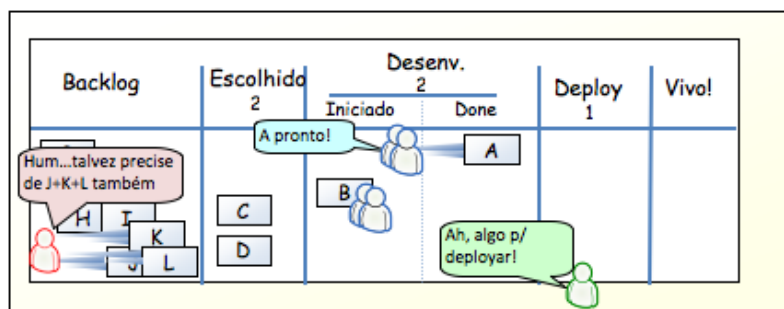 Backlog
Escolhido
2
Desenv.
2
Iniciado
Done
Deploy
1
Vivo!
A pronto!
A
Hum...talvez precise
de J+K+L também
B
H
I
K
L
C
D
Ah, algo p/
deployar!